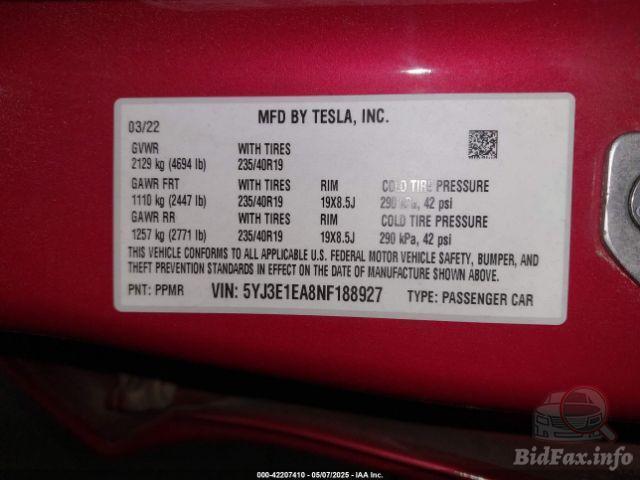 MFD BY TESLA, INC.
03/22
GVWR WITH TIRES
2129 kg (4694 lb) 235/40R19
GAWR FRT WITH TIRES RIM COLD TIRE PRESSURE
1110 kg (2447 lb) 235/40R19 19X8.5J 290 kPa, 42 psi
GAWR RR WITH TIRES RIM COLD TIRE PRESSURE
1257 kg (2771 lb) 235/40R19 19X8.5J 290 kPa, 42 psi
THIS VEHICLE CONFORMS TO ALL APPLICABLE U.S. FEDERAL MOTOR VEHICLE SAFETY, BUMPER, AND
THEFT PREVENTION STANDARDS IN EFFECT ON THE DATE OF MANUFACTURE SHOWN ABOVE.
PNT: PPMR VIN: 5YJ3E1EA8NF188927 TYPE: PASSENGER CAR
BidFax.info
000-42207410 - 05/07/2025 - IAA Inc.